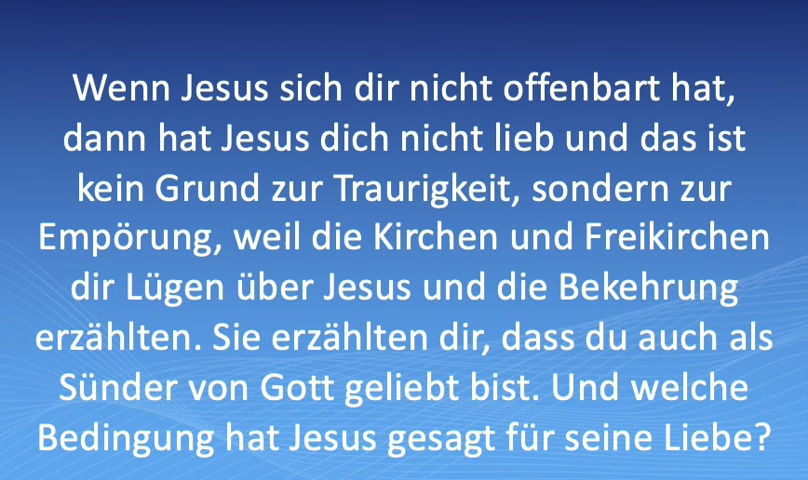 Wenn Jesus sich dir nicht offenbart hat,
dann hat Jesus dich nicht lieb und das ist
kein Grund zur Traurigkeit, sondern zur
Empörung, weil die Kirchen und Freikirchen
dir Lügen über Jesus und die Bekehrung
erzählten. Sie erzählten dir, dass du auch als
Sünder von Gott geliebt bist. Und welche
Bedingung hat Jesus gesagt für seine Liebe?